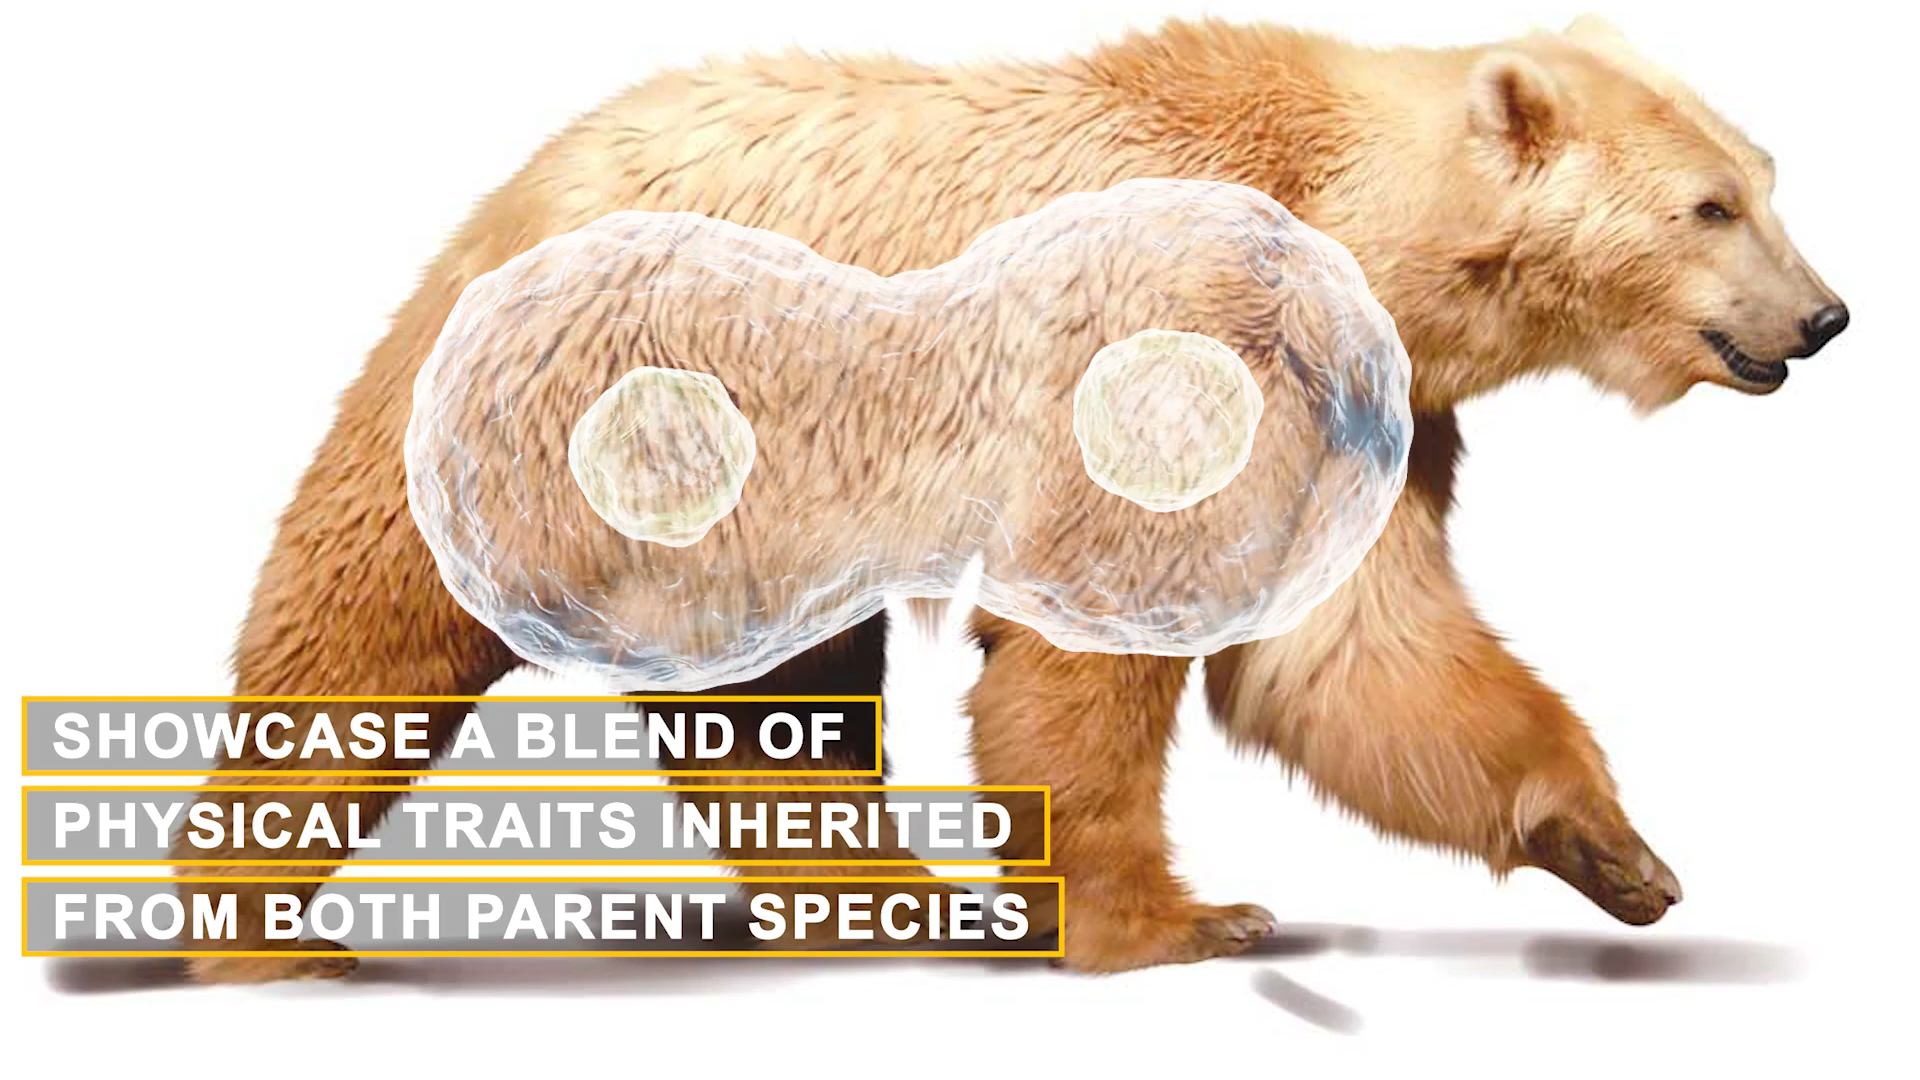 SHOWCASE A BLEND OF
PHYSICAL TRAITS INHERITED
FROM BOTH PARENT SPECIES